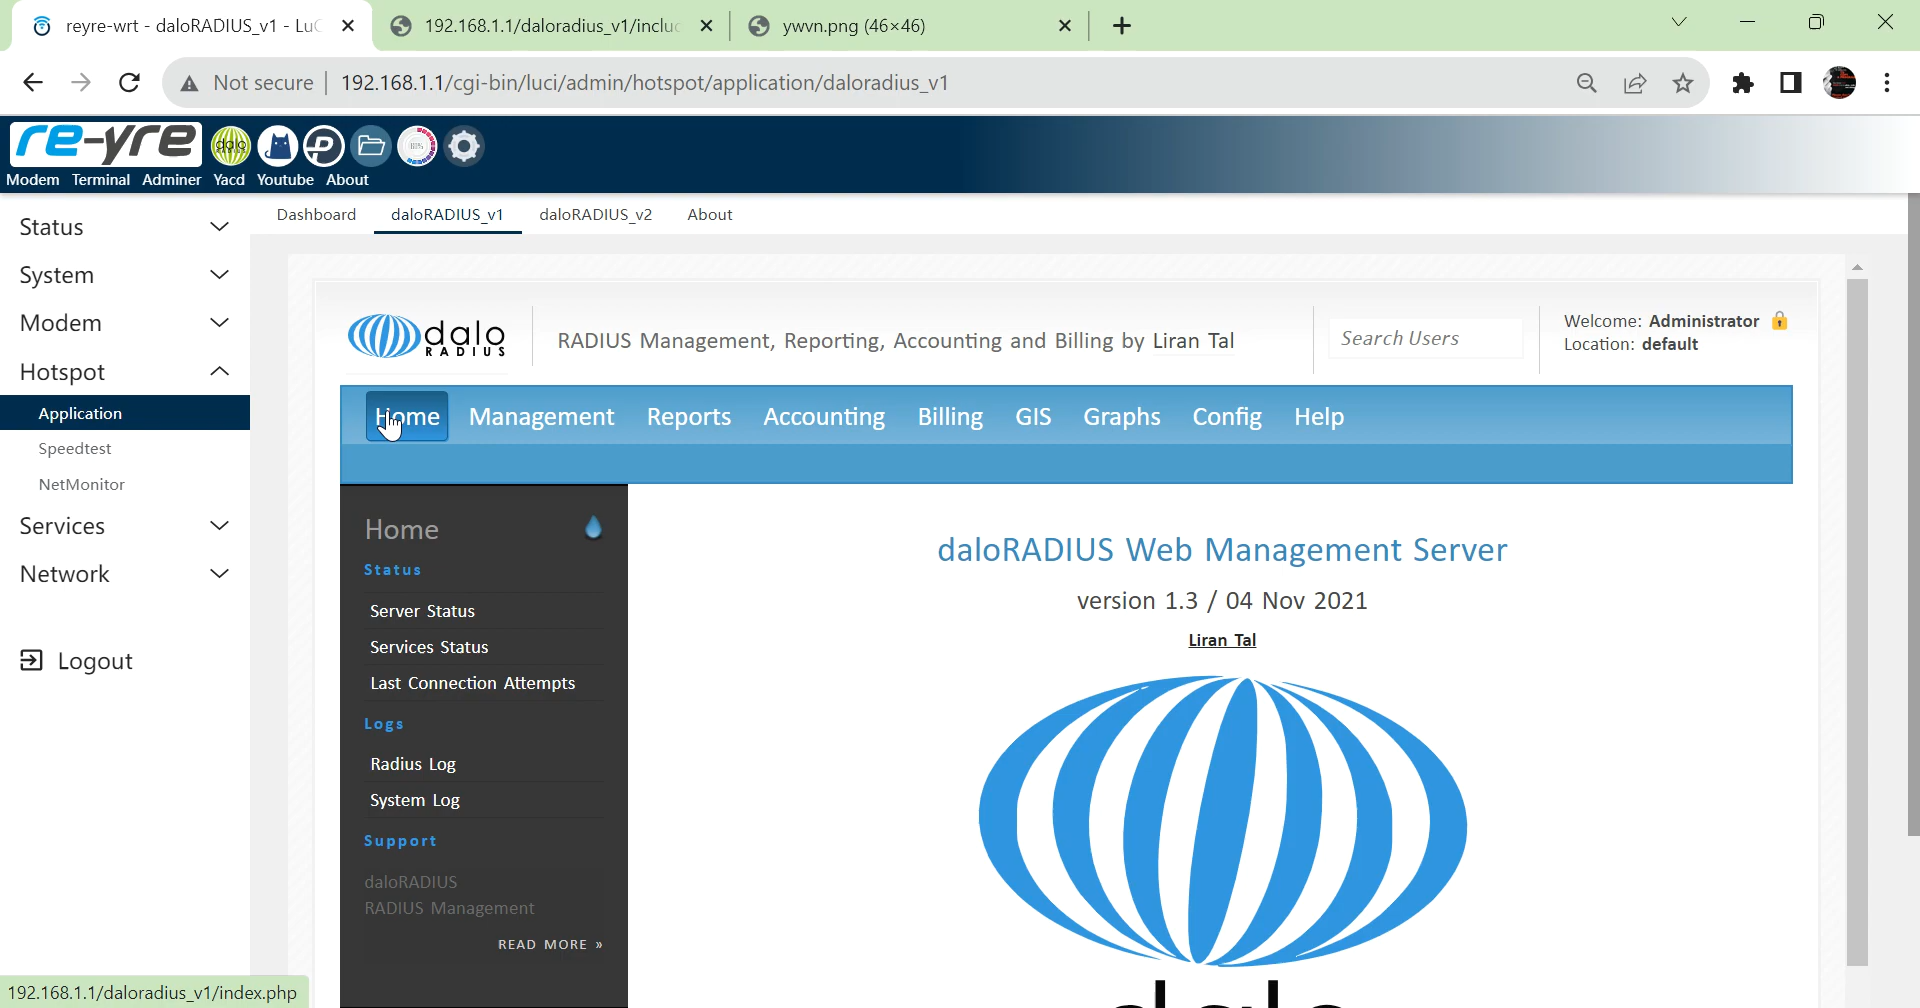 reyre-wrt - daloRADIUS_v1 - LuC
192.168.1.1/daloradius_v1/inclu
ywvn.png (46×46)
Not secure
192.168.1.1/cgi-bin/luci/admin/hotspot/application/daloradius_v1
re-yre
dalo
Modem Terminal Adminer Yacd Youtube About
Status
System
Modem
Hotspot
Application
Speedtest
NetMonitor
Services
Network
Logout
Dashboard daloRADIUS_v1 daloRADIUS_v2 About
dalo
RADIUS
RADIUS Management, Reporting, Accounting and Billing by Liran Tal
Search Users
Welcome: Administrator
Location: default
Home Management Reports Accounting Billing GIS Graphs Config Help
Home
Status
Server Status
Services Status
Last Connection Attempts
Logs
Radius Log
System Log
Support
daloRADIUS
RADIUS Management
READ MORE »
daloRADIUS Web Management Server
version 1.3 / 04 Nov 2021
Liran Tal
192.168.1.1/daloradius_v1/index.php